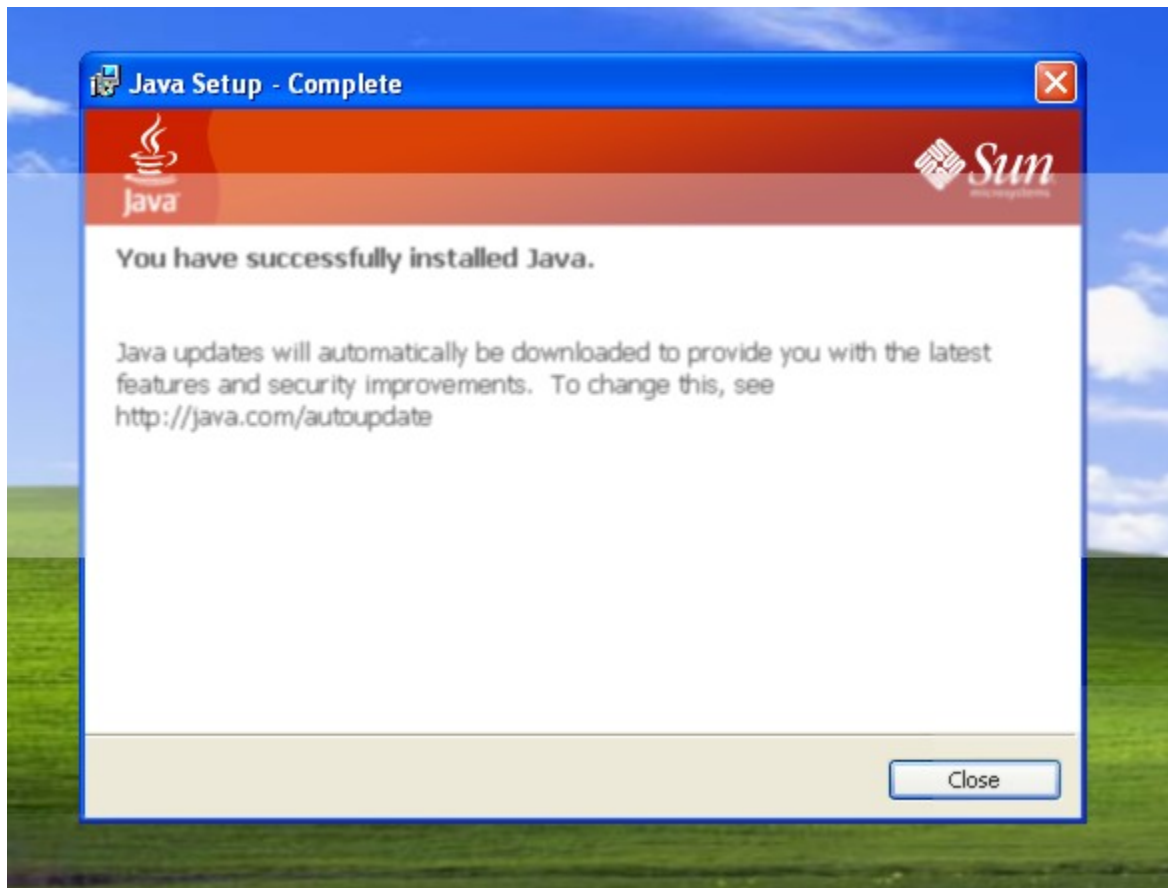 Java Setup - Complete
Java
Sun
microsystems
You have successfully installed Java.
Java updates will automatically be downloaded to provide you with the latest
features and security improvements. To change this, see
http://java.com/autoupdate
Close